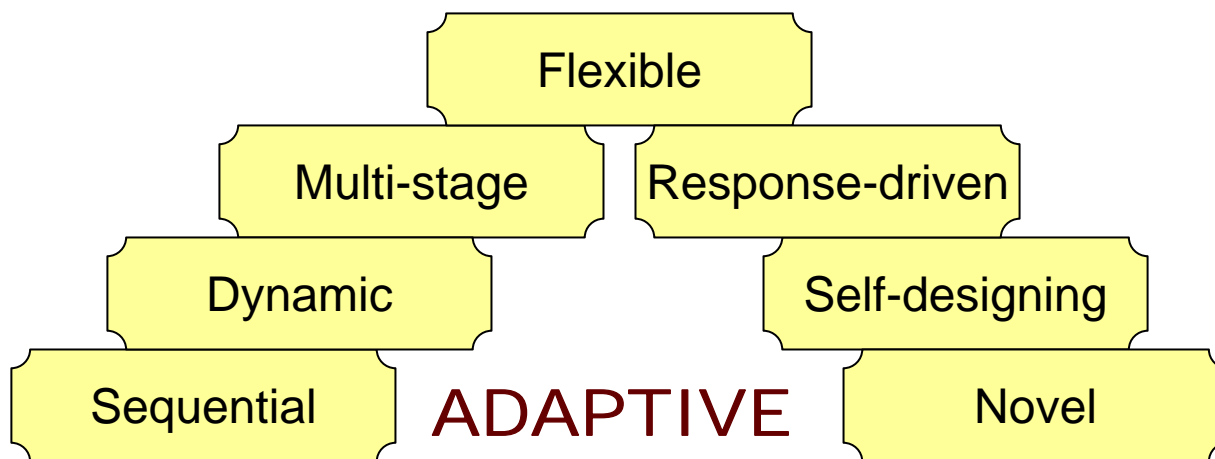 Flexible
Multi-stage
Response-driven
Dynamic
Self-designing
Sequential
ADAPTIVE
Novel